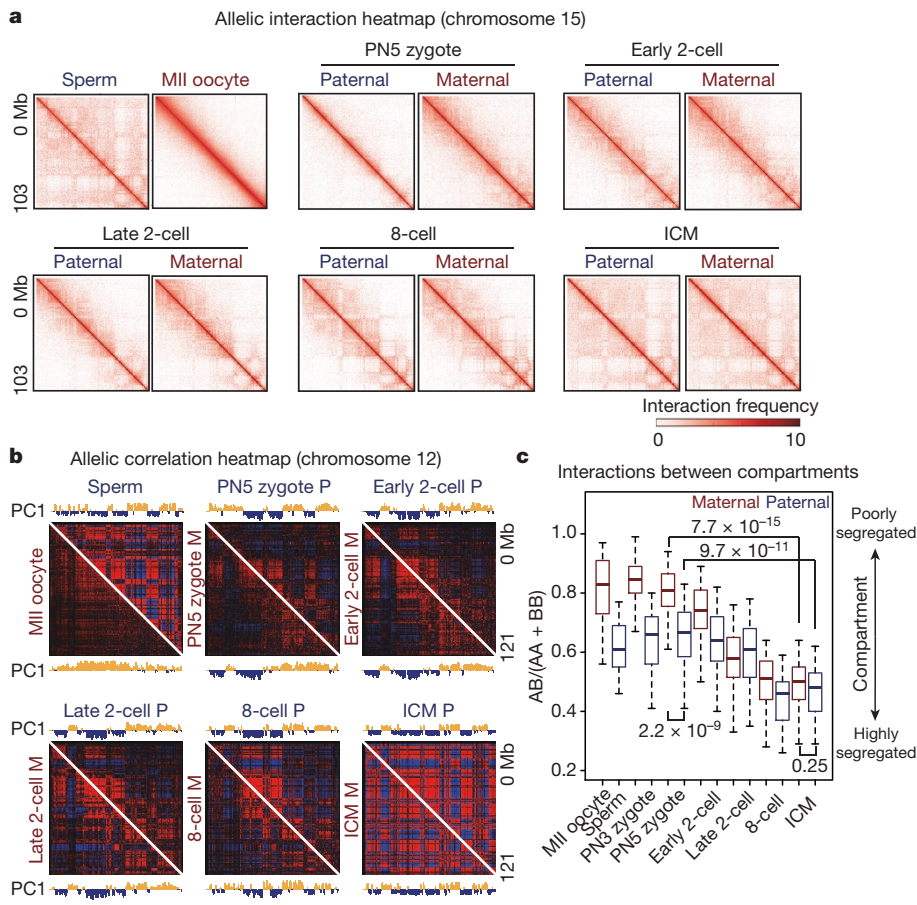 a
Allelic interaction heatmap (chromosome 15)
PN5 zygote
Early 2-cell
Sperm
MII oocyte
Paternal
Maternal
Paternal
Maternal
0 Mb
103
Late 2-cell
8-cell
ICM
Paternal
Maternal
Paternal
Maternal
Paternal
Maternal
0 Mb
103
Interaction frequency
0
10
b
Allelic correlation heatmap (chromosome 12)
Sperm
PN5 zygote P
Early 2-cell P
PC1
MII oocyte
PN5 zygote M
Early 2-cell M
0 Mb
121
PC1
Late 2-cell P
8-cell P
ICM P
PC1
Late 2-cell M
8-cell M
ICM M
0 Mb
121
PC1
c
Interactions between compartments
Maternal
Paternal
7.7 × 10⁻¹⁵
9.7 × 10⁻¹¹
2.2 × 10⁻⁹
0.25
1.0
0.8
0.6
0.4
0.2
AB/(AA + BB)
MII oocyte
Sperm
PN3 zygote
PN5 zygote
Early 2-cell
Late 2-cell
8-cell
ICM
Poorly
segregated
Compartment
Highly
segregated